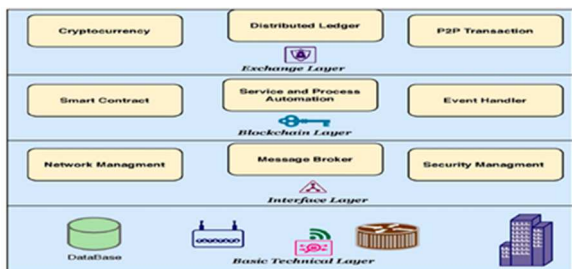 Cryptocurrency
Distributed Ledger
P2P Transaction
Exchange Layer
Smart Contract
Service and Process
Automation
Event Handler
Blockchain Layer
Network Managment
Message Broker
Security Managment
Interface Layer
DataBase
Basic Technical Layer